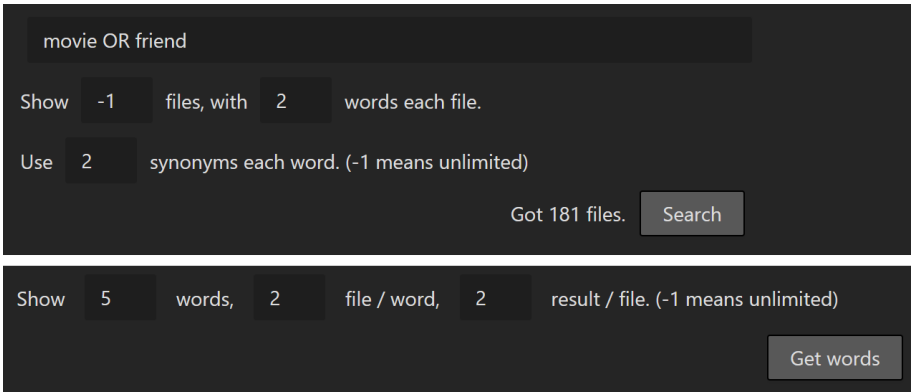 movie OR friend
Show -1 files, with 2 words each file.
Use 2 synonyms each word. (-1 means unlimited)
Got 181 files. Search
Show 5 words, 2 file / word, 2 result / file. (-1 means unlimited)
Get words